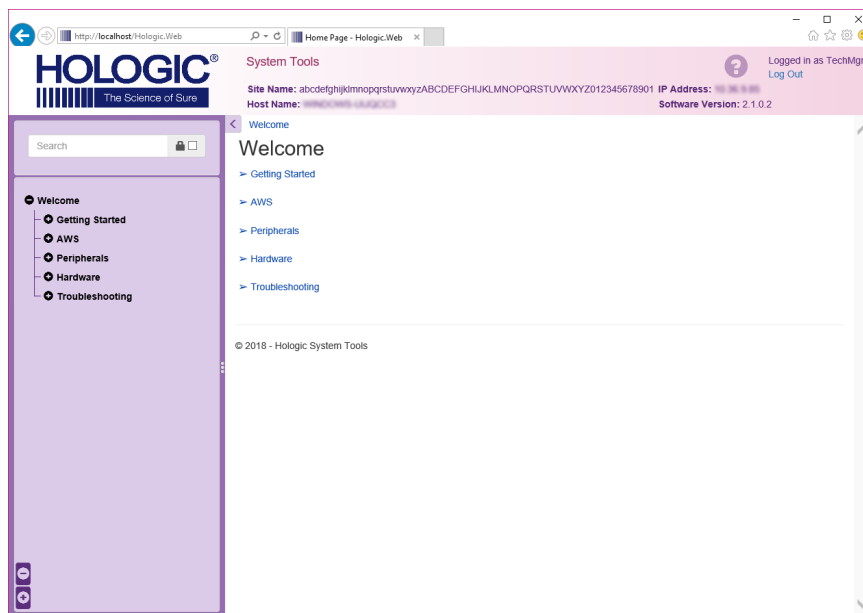 http://localhost/Hologic.Web
Home Page - Hologic.Web
HOLOGIC®
The Science of Sure
System Tools
Logged in as TechMgr
Log Out
Site Name: abcdefghijklmnopqrstuvwxyzABCDEFGHIJKLMNOPQRSTUVWXYZ012345678901 IP Address:
Host Name:
Software Version: 2.1.0.2
Search
Welcome
Getting Started
AWS
Peripherals
Hardware
Troubleshooting
Welcome
Welcome
➢ Getting Started
➢ AWS
➢ Peripherals
➢ Hardware
➢ Troubleshooting
© 2018 - Hologic System Tools